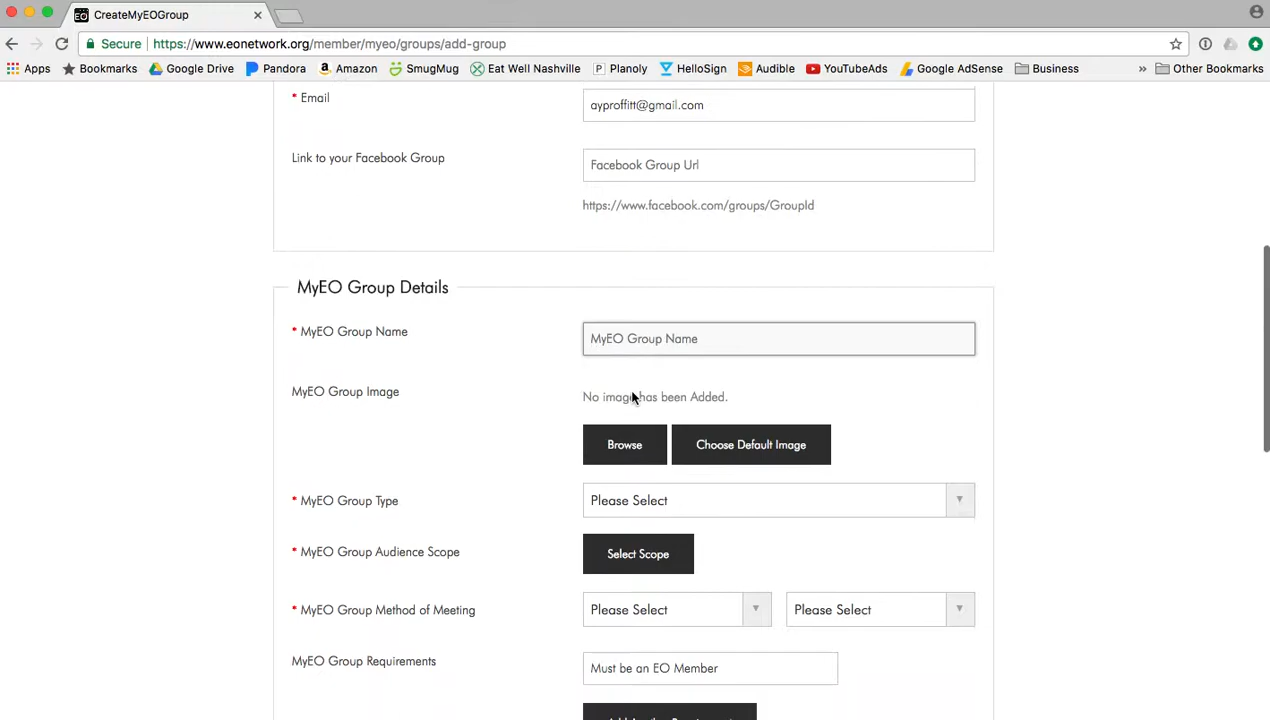 CreateMyEOGroup
Secure https://www.eonetwork.org/member/myeo/groups/add-group
Apps Bookmarks Google Drive Pandora Amazon SmugMug Eat Well Nashville Planoly HelloSign Audible YouTubeAds Google AdSense Business » Other Bookmarks
* Email ayproffitt@gmail.com
Link to your Facebook Group Facebook Group Url
https://www.facebook.com/groups/GroupId
MyEO Group Details
* MyEO Group Name MyEO Group Name
MyEO Group Image No image has been Added.
Browse Choose Default Image
* MyEO Group Type Please Select
* MyEO Group Audience Scope Select Scope
* MyEO Group Method of Meeting Please Select Please Select
MyEO Group Requirements Must be an EO Member